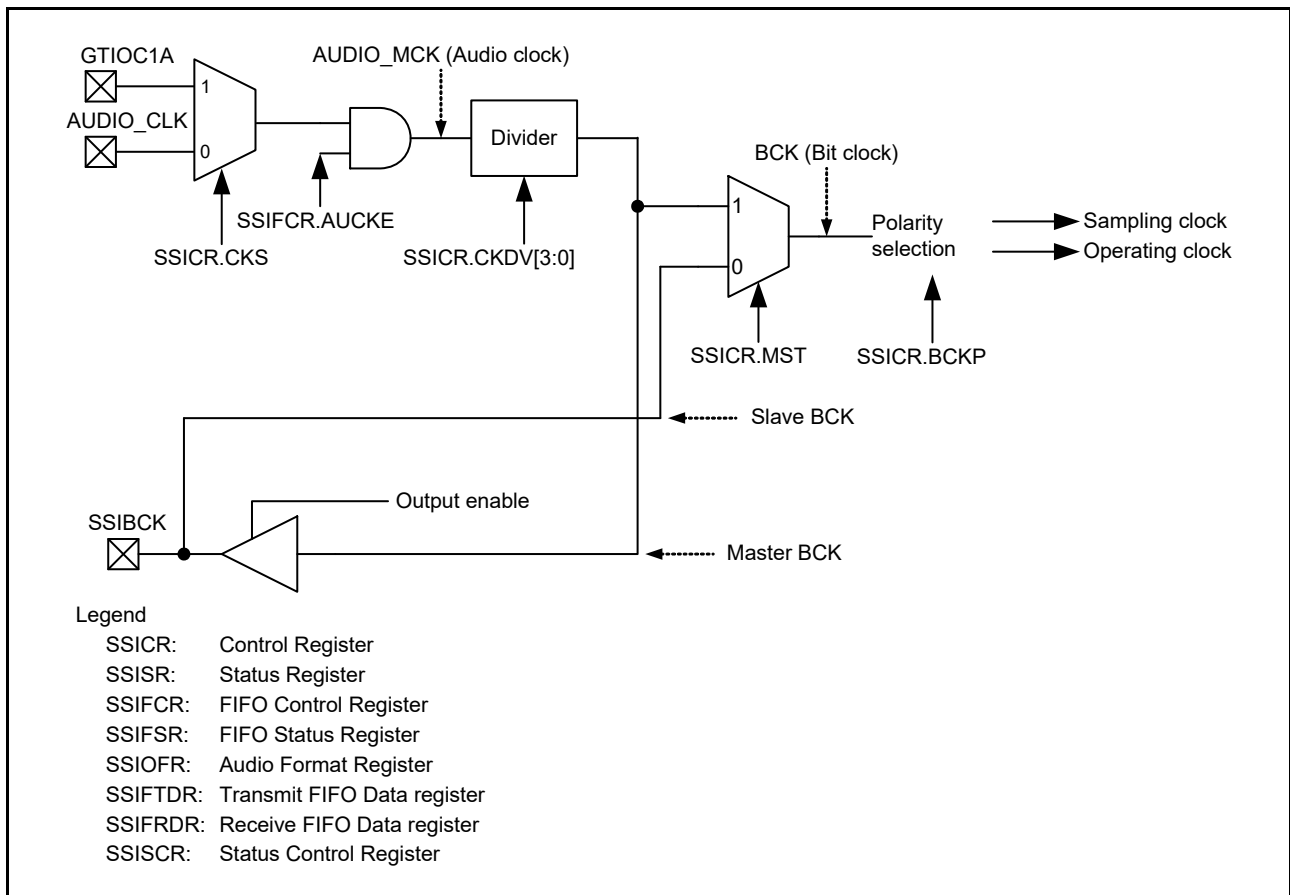 GTIOC1A
AUDIO_MCK (Audio clock)
1
AUDIO_CLK
Divider
0
BCK (Bit clock)
SSIFCR.AUCKE
1
Polarity
selection
Sampling clock
Operating clock
SSICR.CKS
SSICR.CKDV[3:0]
0
SSICR.MST
SSICR.BCKP
Slave BCK
Output enable
SSIBCK
Master BCK
Legend
SSICR: Control Register
SSISR: Status Register
SSIFCR: FIFO Control Register
SSIFSR: FIFO Status Register
SSIOFR: Audio Format Register
SSIFTDR: Transmit FIFO Data register
SSIFRDR: Receive FIFO Data register
SSISCR: Status Control Register